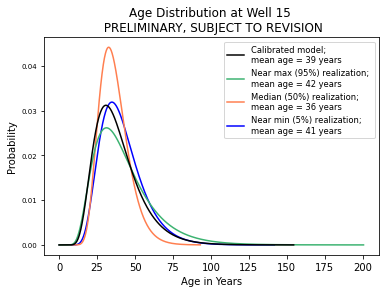 Age Distribution at Well 15
PRELIMINARY, SUBJECT TO REVISION
Calibrated model;
mean age = 39 years
Near max (95%) realization;
mean age = 42 years
Median (50%) realization;
mean age = 36 years
Near min (5%) realization;
mean age = 41 years
Probability
0.04
0.03
0.02
0.01
0.00
0 25 50 75 100 125 150 175 200
Age in Years